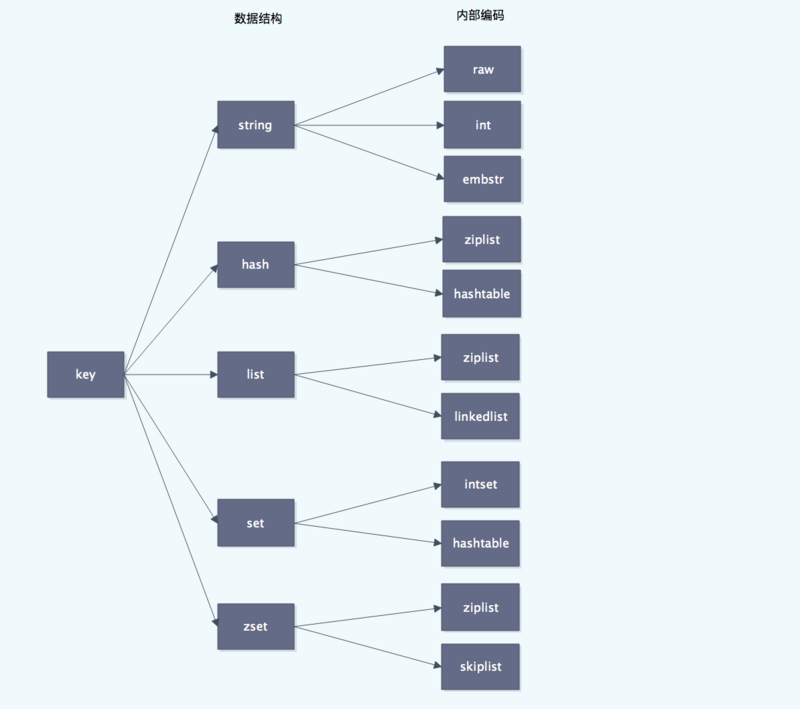 数据结构
内部编码
key
string
raw
int
embstr
hash
ziplist
hashtable
list
ziplist
linkedlist
set
intset
hashtable
zset
ziplist
skiplist